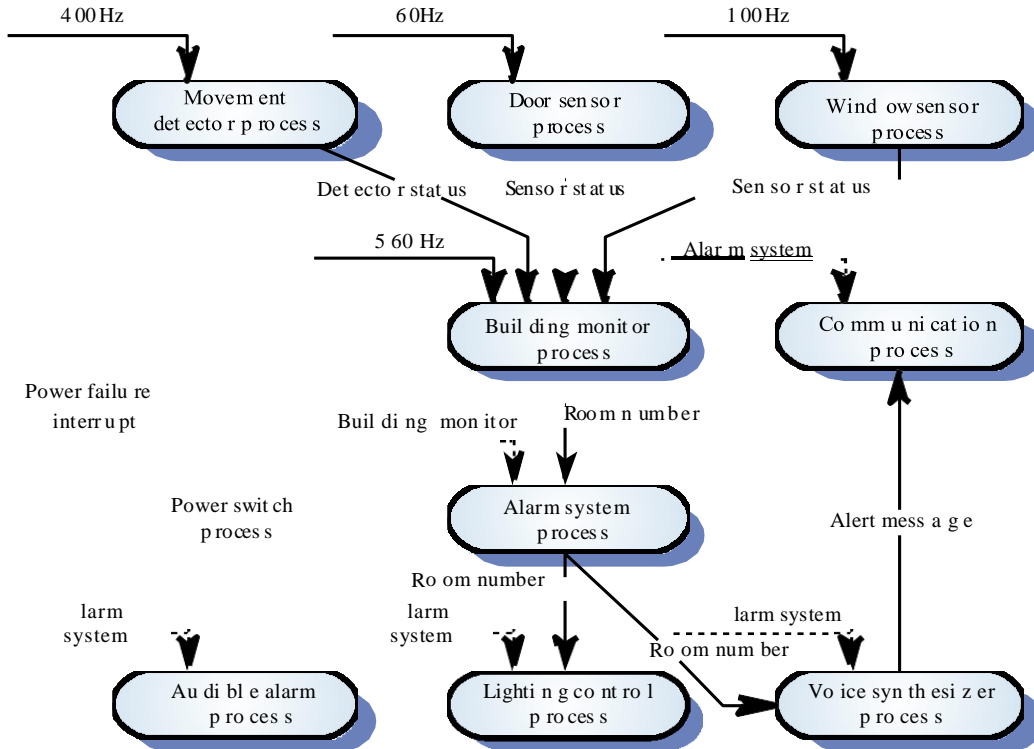 400Hz
60Hz
100Hz
Movement
detector process
Door sensor
process
Window sensor
process
Detector status
Sensor status
Sensor status
560 Hz
Alarm system
Building monitor
process
Communication
process
Power failure
interrupt
Building monitor
Room number
Power switch
process
Alarm system
process
Alert message
Room number
larm
system
larm
system
larm system
Room number
Audible alarm
process
Lighting control
process
Voice synthesizer
process